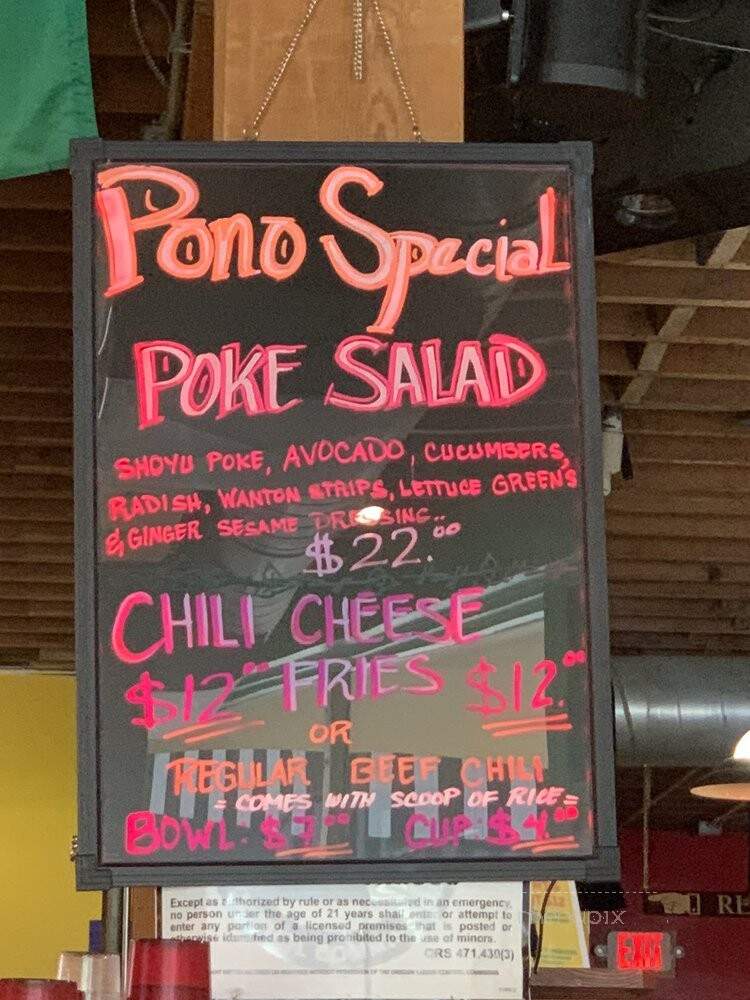 Pono Special
POKE SALAD
SHOYU POKE, AVOCADO, CUCUMBERS,
RADISH, WANTON STRIPS, LETTUCE GREENS
& GINGER SESAME DRESSING..
$22.00
CHILI CHEESE
$12.00 FRIES $12.00
OR
REGULAR BEEF CHILI
= COMES WITH SCOOP OF RICE =
BOWL: $7.00 CUP: $4.00
Except as authorized by rule or as necessitated in an emergency,
no person under the age of 21 years shall enter or attempt to
enter any portion of a licensed premises that is posted or
otherwise identified as being prohibited to the use of minors.
ORS 471.430(3)
RE
EXIT